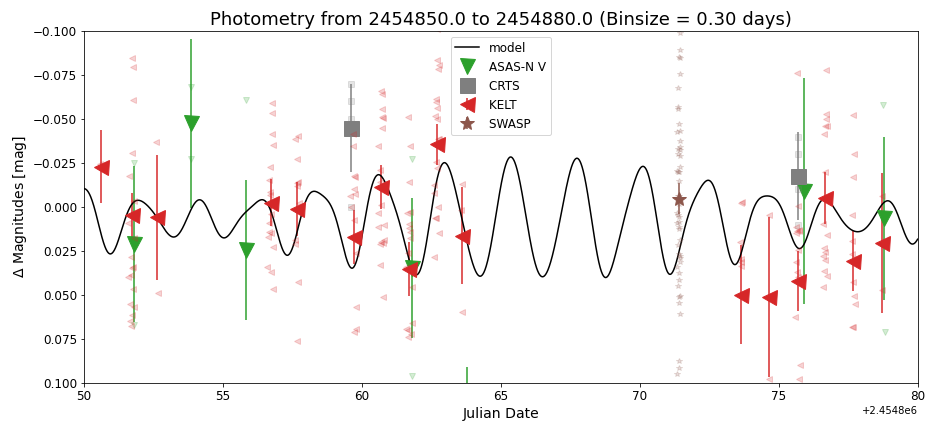 Photometry from 2454850.0 to 2454880.0 (Binsize = 0.30 days)
−0.100
−0.075
−0.050
−0.025
0.000
0.025
0.050
0.075
0.100
Δ Magnitudes [mag]
model
ASAS-N V
CRTS
KELT
SWASP
50 55 60 65 70 75 80
+2.4548e6
Julian Date